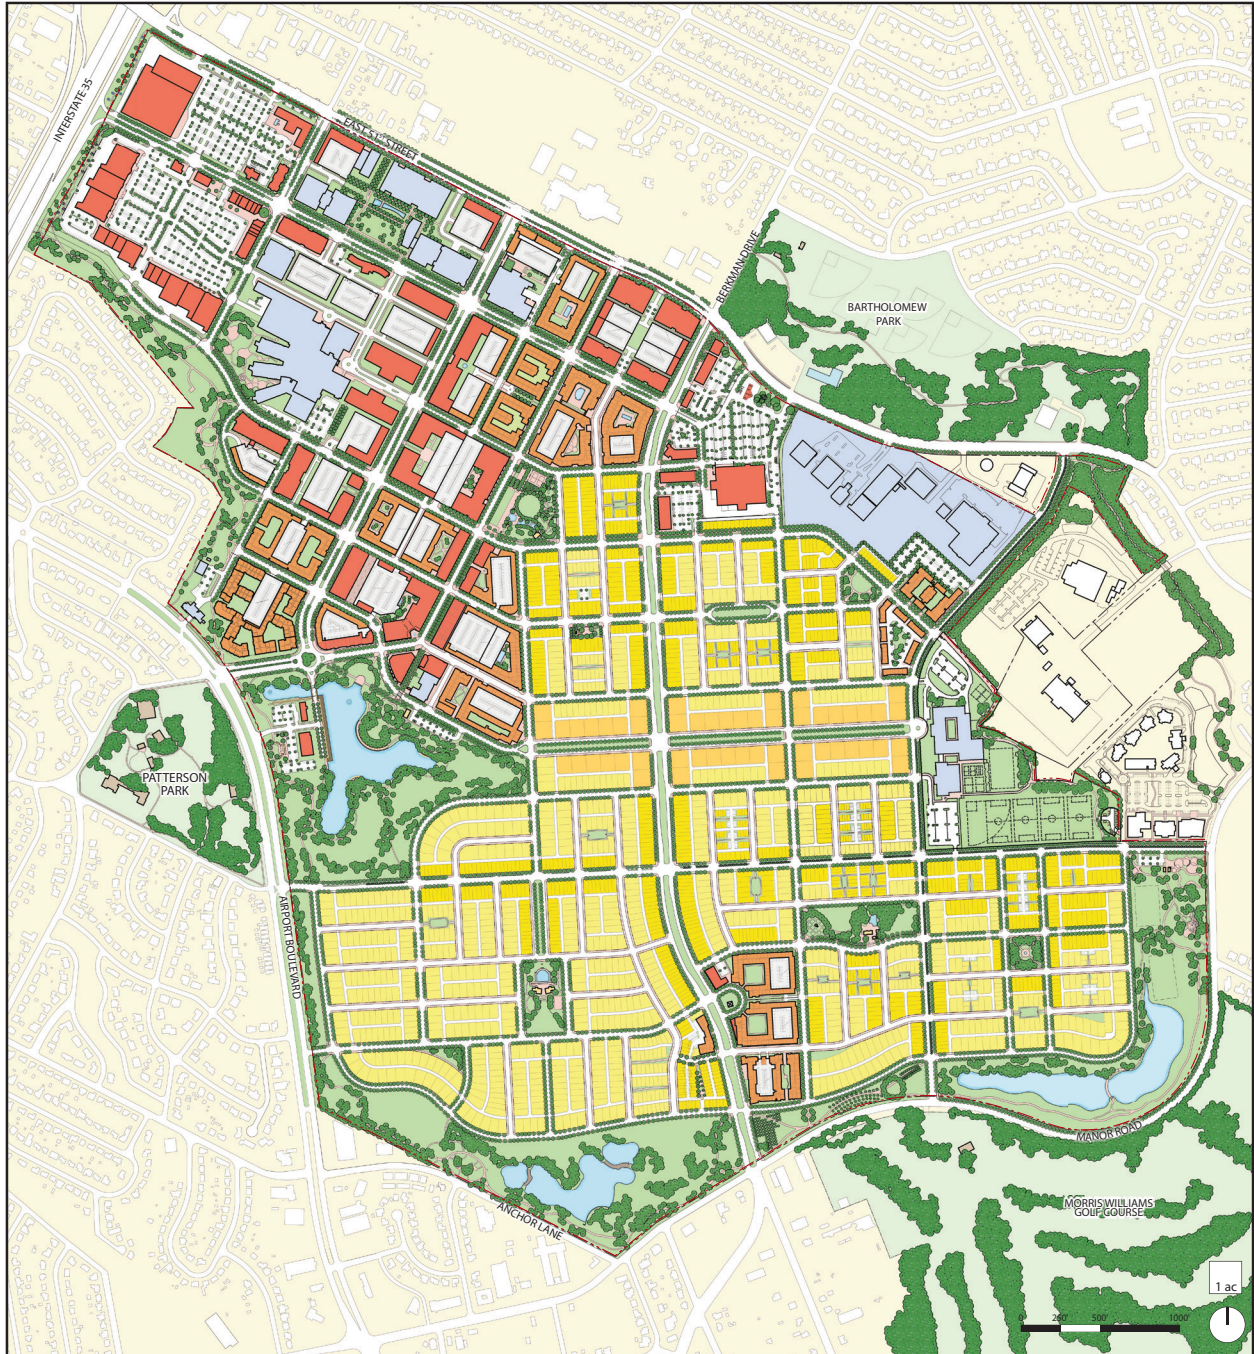 INTERSTATE 35
EAST 51st STREET
BERKMAN DRIVE
BARTHOLOMEW
PARK
PATTERSON
PARK
AIRPORT BOULEVARD
MANOR ROAD
ANCHOR LANE
MORRIS WILLIAMS
GOLF COURSE
1 ac
0 250' 500' 1000'